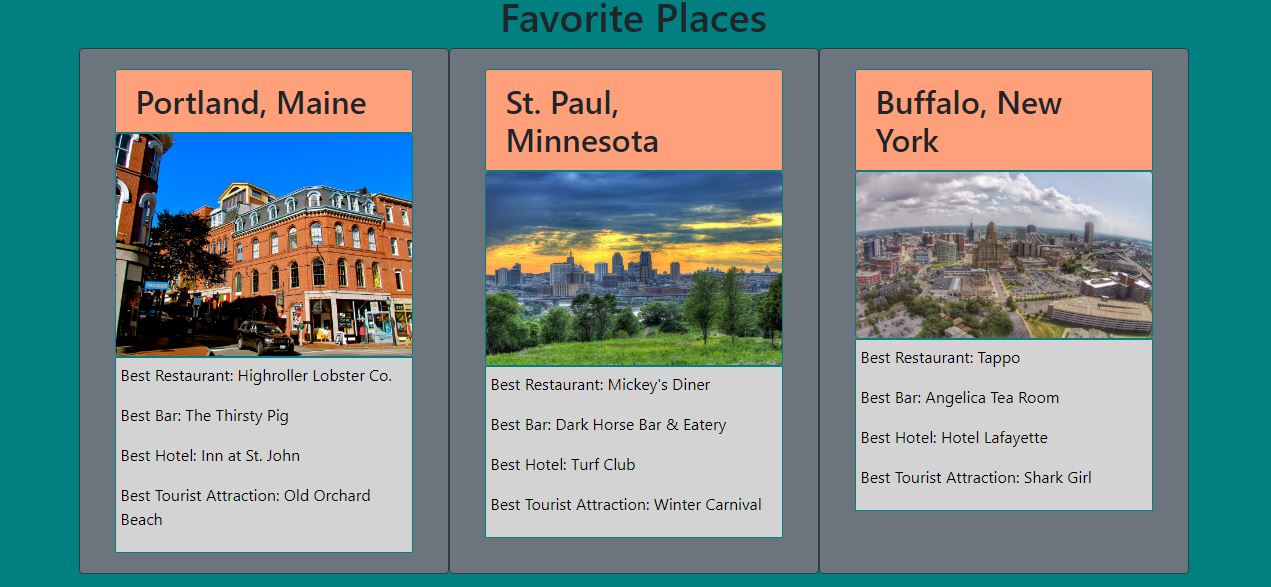 Favorite Places
Portland, Maine
Best Restaurant: Highroller Lobster Co.
Best Bar: The Thirsty Pig
Best Hotel: Inn at St. John
Best Tourist Attraction: Old Orchard
Beach
St. Paul,
Minnesota
Best Restaurant: Mickey's Diner
Best Bar: Dark Horse Bar & Eatery
Best Hotel: Turf Club
Best Tourist Attraction: Winter Carnival
Buffalo, New
York
Best Restaurant: Tappo
Best Bar: Angelica Tea Room
Best Hotel: Hotel Lafayette
Best Tourist Attraction: Shark Girl